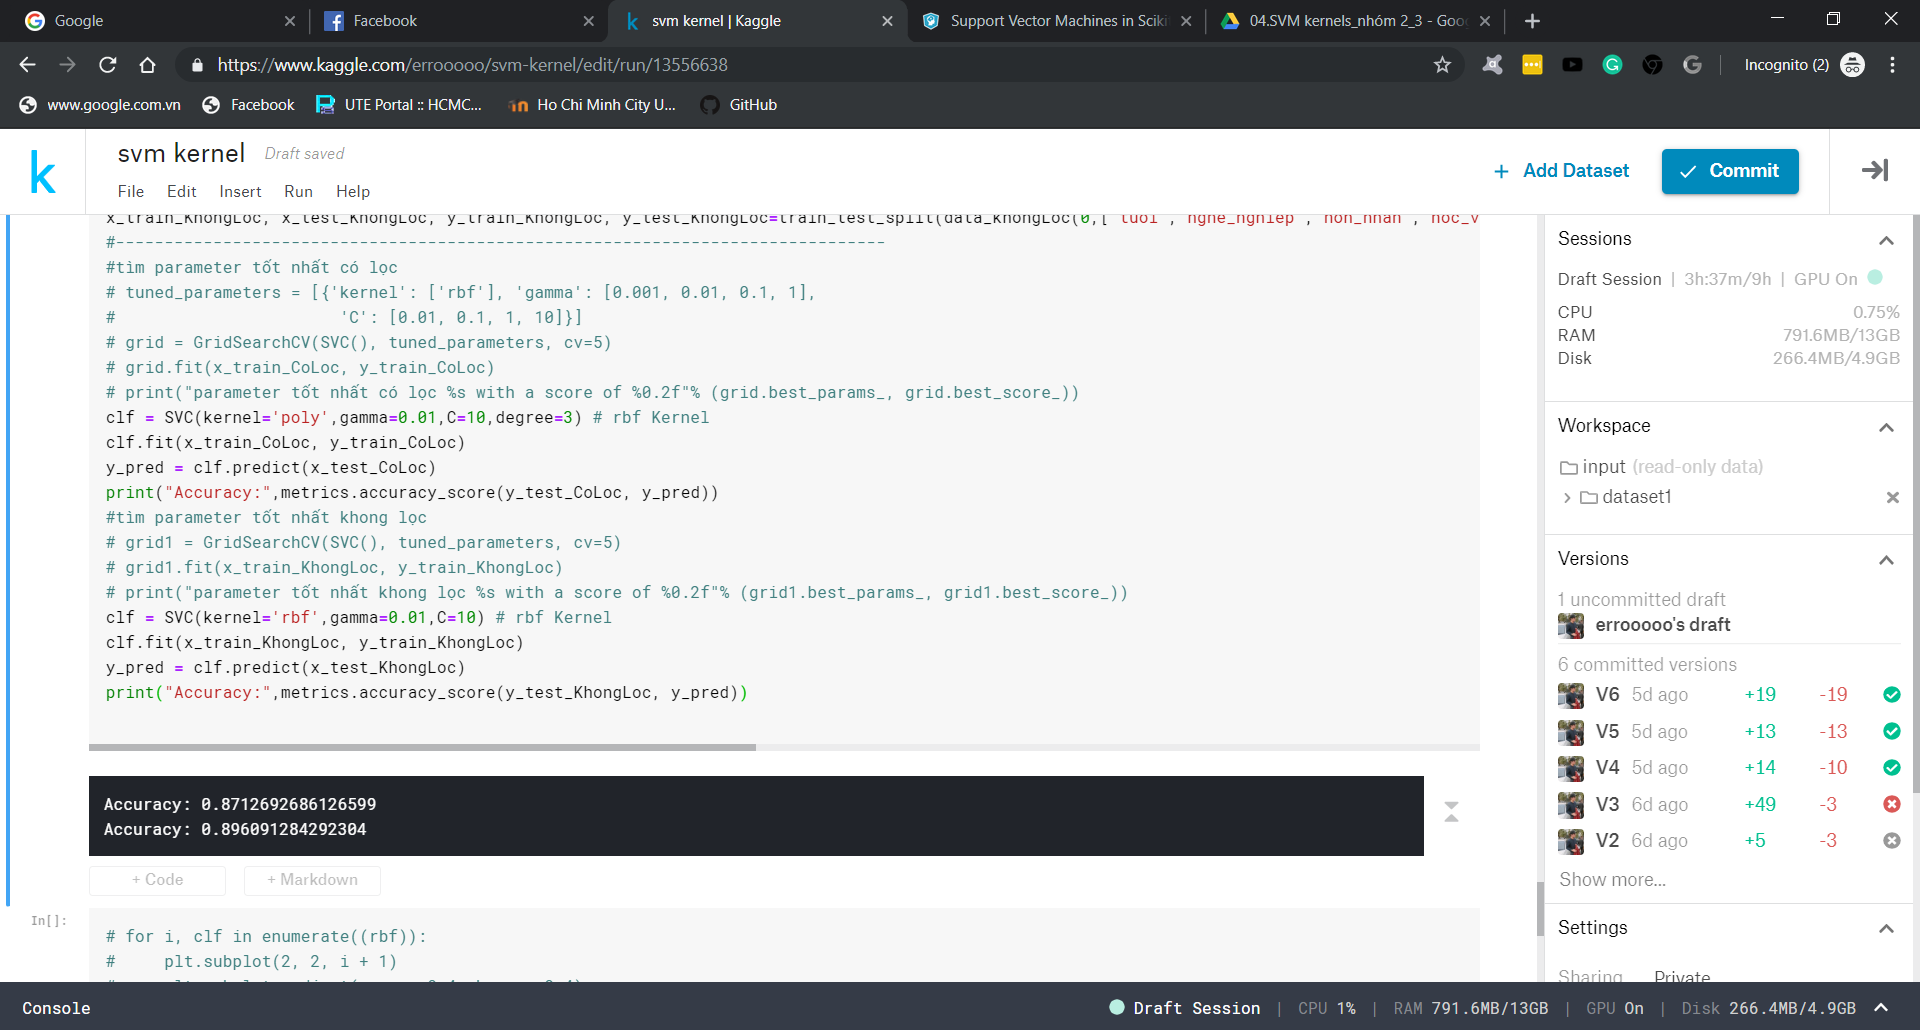 Google
Facebook
svm kernel | Kaggle
Support Vector Machines in Scikit
04.SVM kernels_nhóm 2_3 - Goo
https://www.kaggle.com/errooooo/svm-kernel/edit/run/13556638
Incognito (2)
www.google.com.vn
Facebook
UTE Portal :: HCMC...
Ho Chi Minh City U...
GitHub
svm kernel
Draft saved
File Edit Insert Run Help
+ Add Dataset
Commit
x_train_KhongLoc, x_test_KhongLoc, y_train_KhongLoc, y_test_KhongLoc=train_test_split(data_khongLoc(0,['tuoi','nghe_nghiep','hon_nhan','hoc_v
#-------------------------------------------------------------------------------
#tìm parameter tốt nhất có lọc
# tuned_parameters = [{'kernel': ['rbf'], 'gamma': [0.001, 0.01, 0.1, 1],
#                       'C': [0.01, 0.1, 1, 10]}]
# grid = GridSearchCV(SVC(), tuned_parameters, cv=5)
# grid.fit(x_train_CoLoc, y_train_CoLoc)
# print("parameter tốt nhất có lọc %s with a score of %0.2f"% (grid.best_params_, grid.best_score_))
clf = SVC(kernel='poly',gamma=0.01,C=10,degree=3) # rbf Kernel
clf.fit(x_train_CoLoc, y_train_CoLoc)
y_pred = clf.predict(x_test_CoLoc)
print("Accuracy:",metrics.accuracy_score(y_test_CoLoc, y_pred))
#tìm parameter tốt nhất khong lọc
# grid1 = GridSearchCV(SVC(), tuned_parameters, cv=5)
# grid1.fit(x_train_KhongLoc, y_train_KhongLoc)
# print("parameter tốt nhất khong lọc %s with a score of %0.2f"% (grid1.best_params_, grid1.best_score_))
clf = SVC(kernel='rbf',gamma=0.01,C=10) # rbf Kernel
clf.fit(x_train_KhongLoc, y_train_KhongLoc)
y_pred = clf.predict(x_test_KhongLoc)
print("Accuracy:",metrics.accuracy_score(y_test_KhongLoc, y_pred))
Accuracy: 0.8712692686126599
Accuracy: 0.896091284292304
+ Code
+ Markdown
In[]:
# for i, clf in enumerate((rbf)):
#     plt.subplot(2, 2, i + 1)
Sessions
Draft Session | 3h:37m/9h | GPU On
CPU 0.75%
RAM 791.6MB/13GB
Disk 266.4MB/4.9GB
Workspace
input (read-only data)
dataset1
Versions
1 uncommitted draft
errooooo's draft
6 committed versions
V6 5d ago +19 -19
V5 5d ago +13 -13
V4 5d ago +14 -10
V3 6d ago +49 -3
V2 6d ago +5 -3
Show more...
Settings
Sharing Private
Console
Draft Session | CPU 1% | RAM 791.6MB/13GB | GPU On | Disk 266.4MB/4.9GB